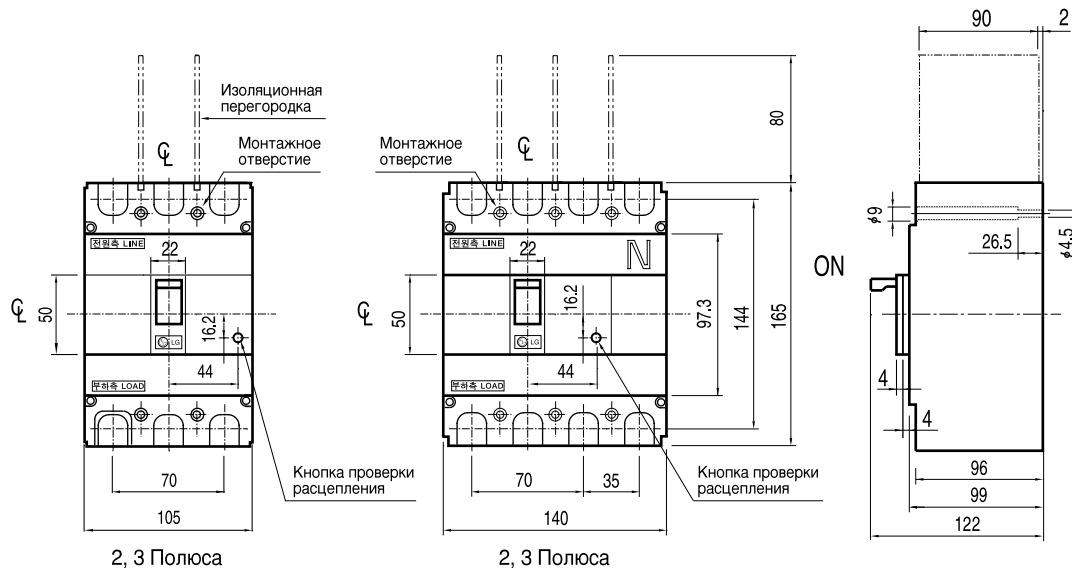 90
2
Изоляционная
перегородка
80
℄
℄
Монтажное
отверстие
Монтажное
отверстие
ϕ9
26.5
ϕ4.5
전원측 LINE
22
전원측 LINE
22
N
ON
℄
50
16.2
LG
℄
50
16.2
LG
97.3
144
165
44
44
4
4
부하측 LOAD
부하측 LOAD
70
Кнопка проверки
расцепления
70
35
Кнопка проверки
расцепления
96
99
105
140
122
2, 3 Полюса
2, 3 Полюса